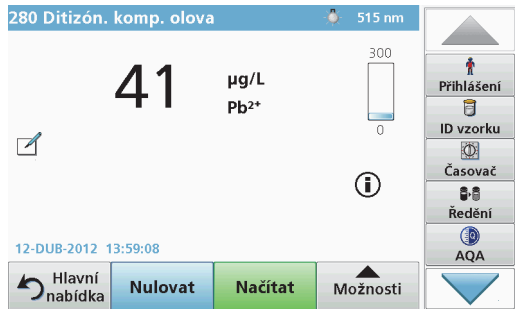 280 Ditizón. komp. olova
515 nm
300
41
µg/L
Pb²⁺
0
12-DUB-2012 13:59:08
Hlavní
nabídka
Nulovat
Načítat
Možnosti
Přihlášení
ID vzorku
Časovač
Ředění
AQA